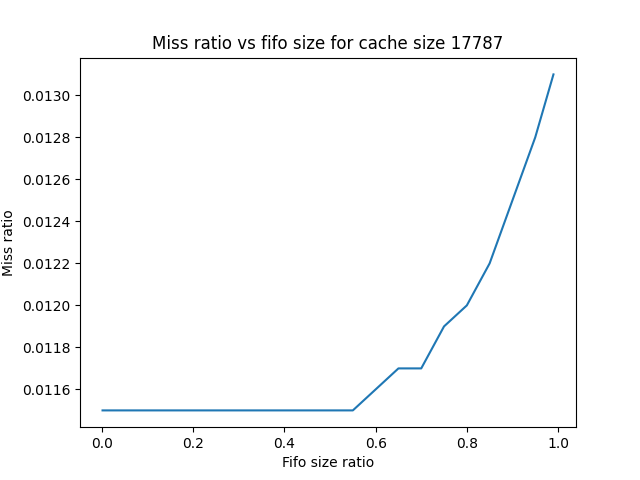 Miss ratio vs fifo size for cache size 17787
Miss ratio
0.0130
0.0128
0.0126
0.0124
0.0122
0.0120
0.0118
0.0116
0.0 0.2 0.4 0.6 0.8 1.0
Fifo size ratio